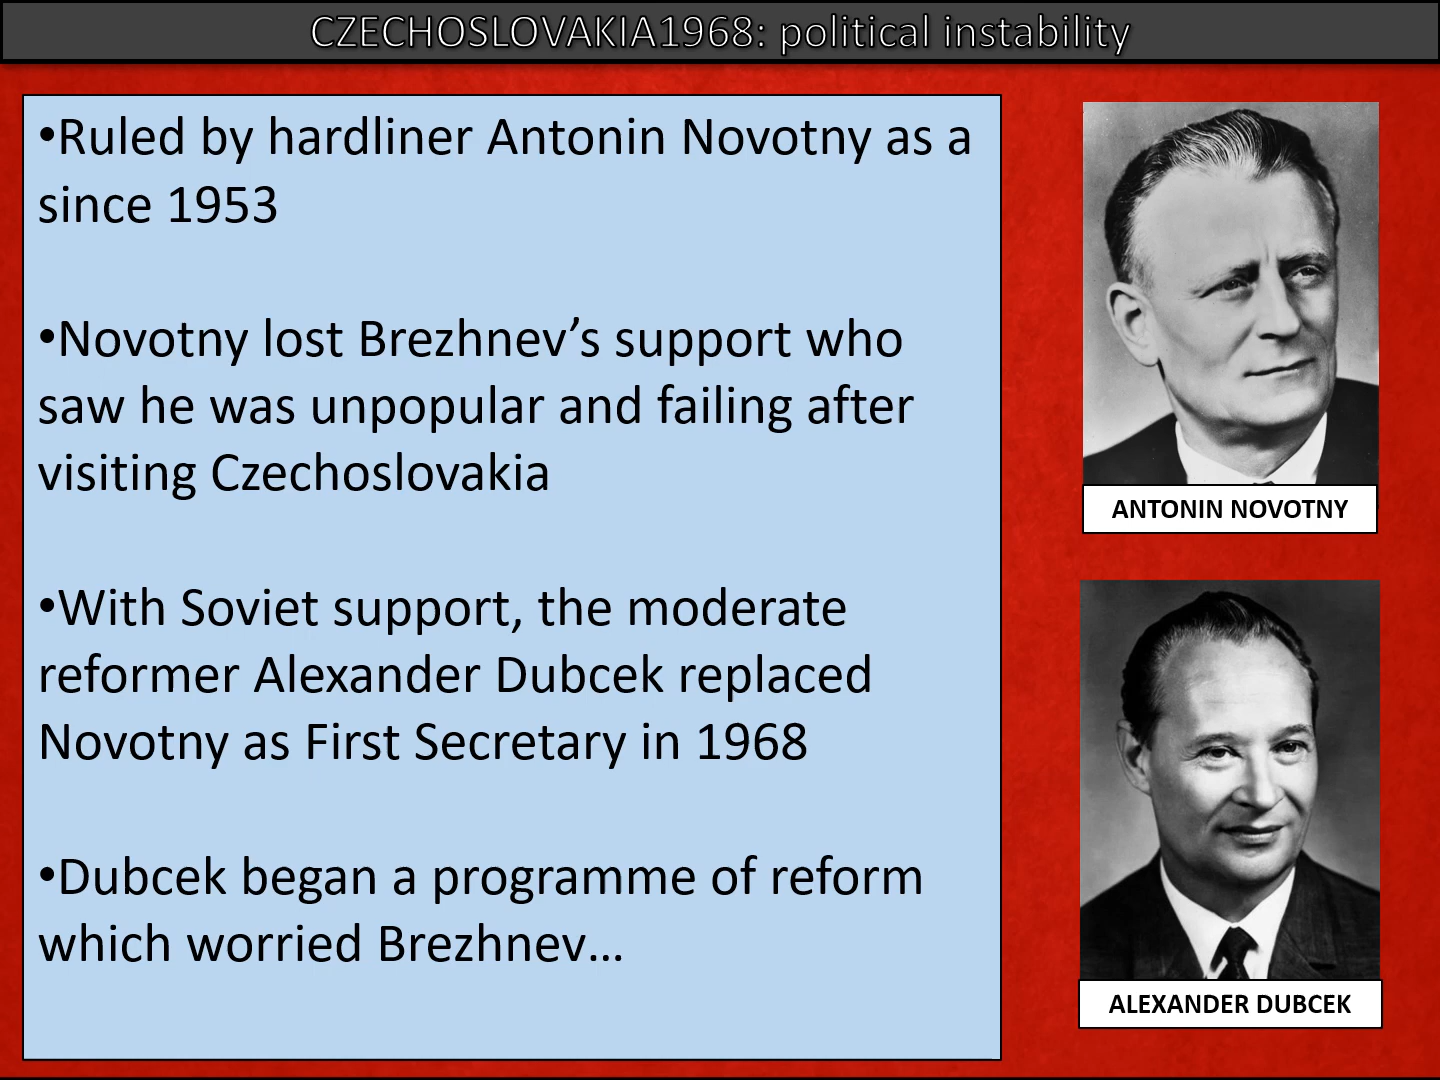 CZECHOSLOVAKIA1968: political instability
•Ruled by hardliner Antonin Novotny as a
since 1953
•Novotny lost Brezhnev’s support who
saw he was unpopular and failing after
visiting Czechoslovakia
•With Soviet support, the moderate
reformer Alexander Dubcek replaced
Novotny as First Secretary in 1968
•Dubcek began a programme of reform
which worried Brezhnev…
ANTONIN NOVOTNY
ALEXANDER DUBCEK